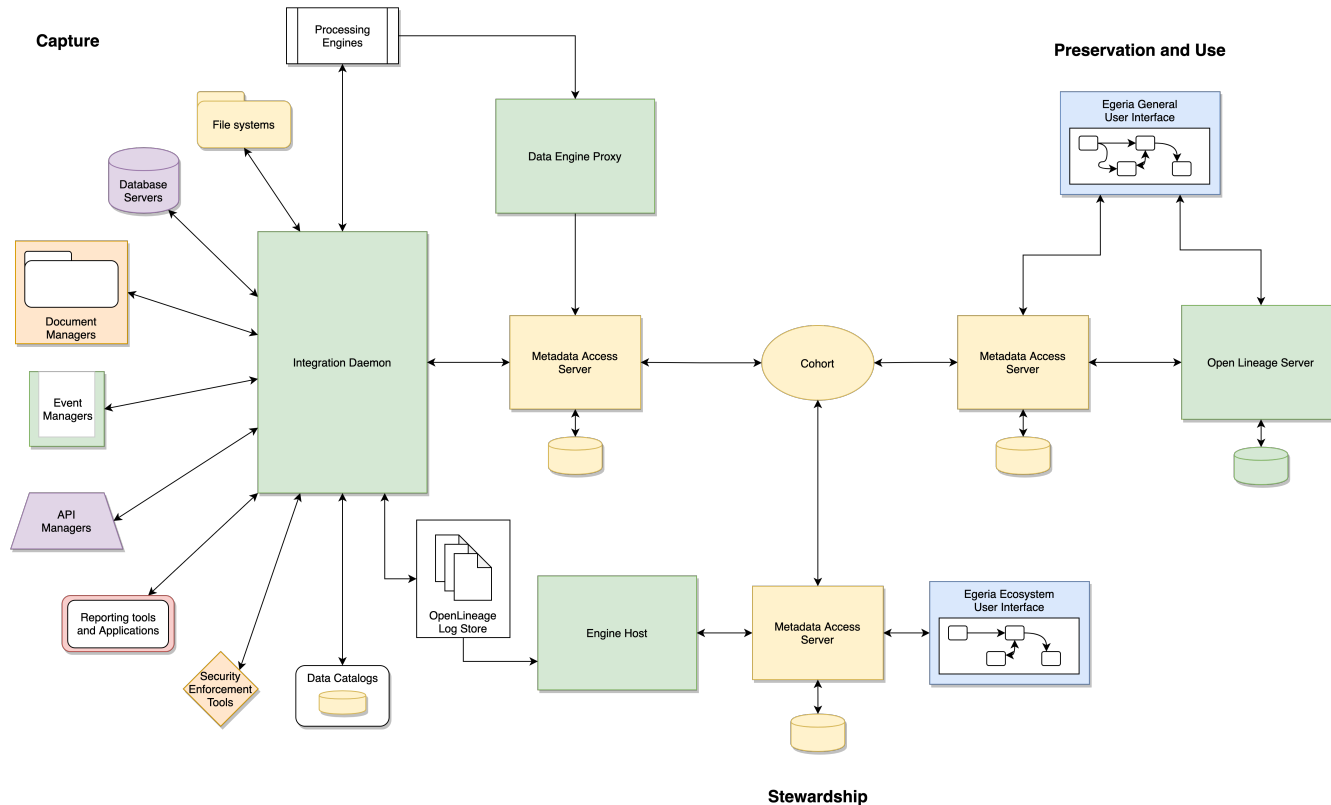 Capture
Processing
Engines
Preservation and Use
File systems
Egeria General
User Interface
Data Engine Proxy
Database
Servers
Document
Managers
Integration Daemon
Metadata Access
Server
Cohort
Metadata Access
Server
Open Lineage Server
Event
Managers
API
Managers
Reporting tools
and Applications
OpenLineage
Log Store
Engine Host
Metadata Access
Server
Egeria Ecosystem
User Interface
Security
Enforcement
Tools
Data Catalogs
Stewardship